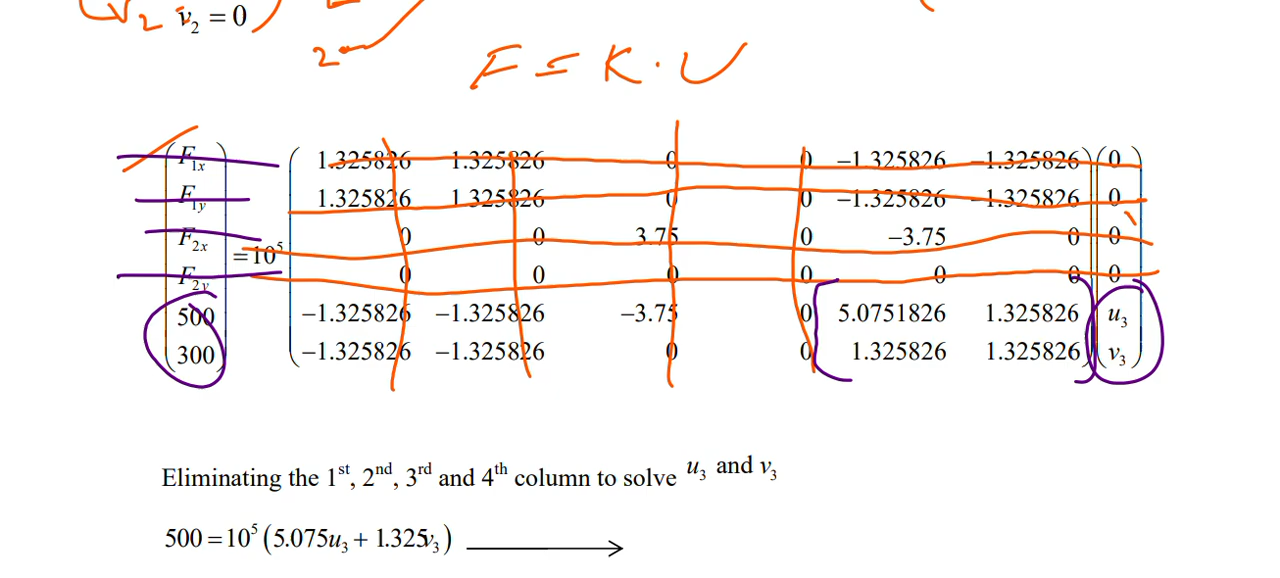 v₂ v₂ = 0
2
F = K · U
F₁ₓ 1.325826 1.325826 0 0 −1.325826 −1.325826 0
F₁ᵧ 1.325826 1.325826 0 0 −1.325826 −1.325826 0
F₂ₓ 0 0 3.75 0 −3.75 0 0
=10⁵
F₂ᵧ 0 0 0 0 0 0 0
500 −1.325826 −1.325826 −3.75 0 5.0751826 1.325826 u₃
300 −1.325826 −1.325826 0 0 1.325826 1.325826 v₃
Eliminating the 1st, 2nd, 3rd and 4th column to solve u₃ and v₃
500 = 10⁵ (5.075u₃ + 1.325v₃)